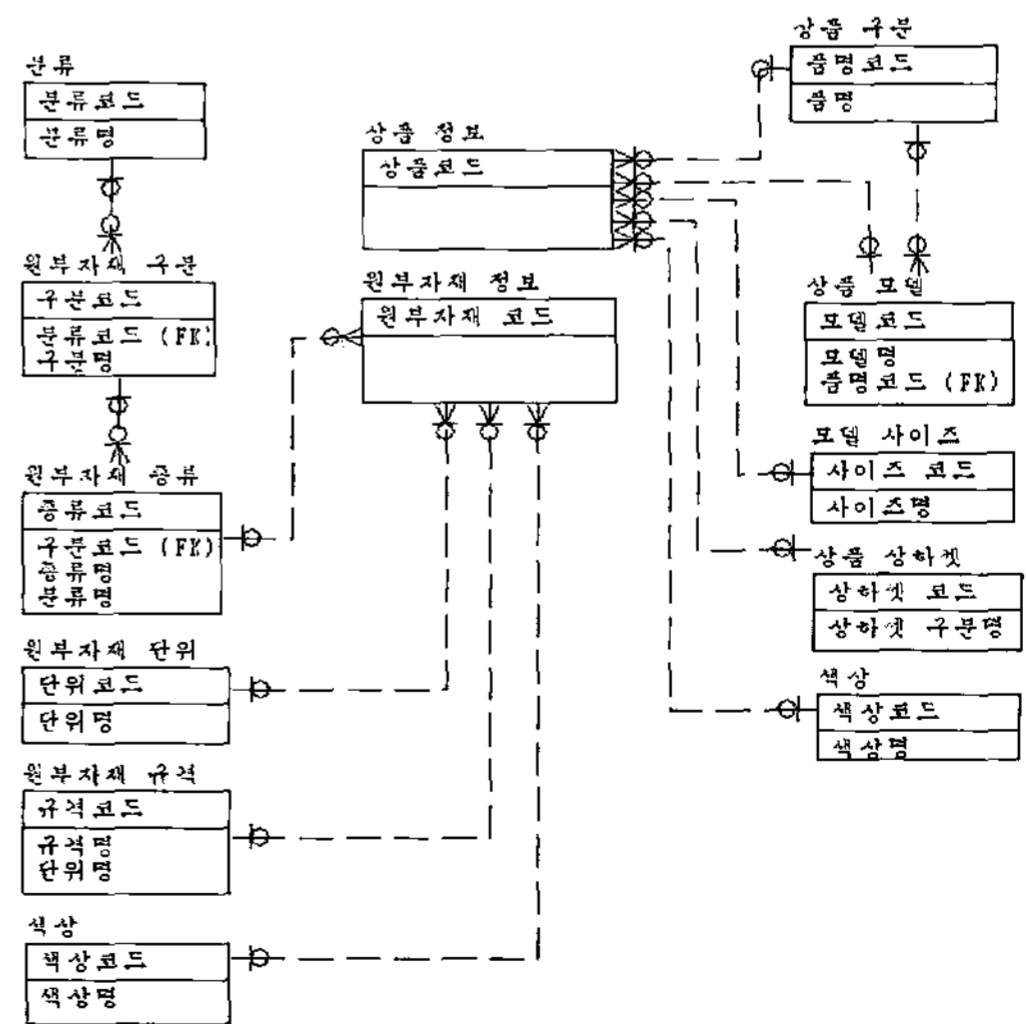 분류
분류코드
분류명
원부자재 구분
구분코드
분류코드 (FK)
구분명
원부자재 종류
종류코드
구분코드 (FK)
종류명
분류명
원부자재 단위
단위코드
단위명
원부자재 규격
규격코드
규격명
단위명
색상
색상코드
색상명
상품 정보
상품코드
원부자재 정보
원부자재 코드
상품 구분
품명코드
품명
상품 모델
모델코드
모델명
품명코드 (FK)
모델 사이즈
사이즈 코드
사이즈명
상품 상하셋
상하셋 코드
상하셋 구분명
색상
색상코드
색상명